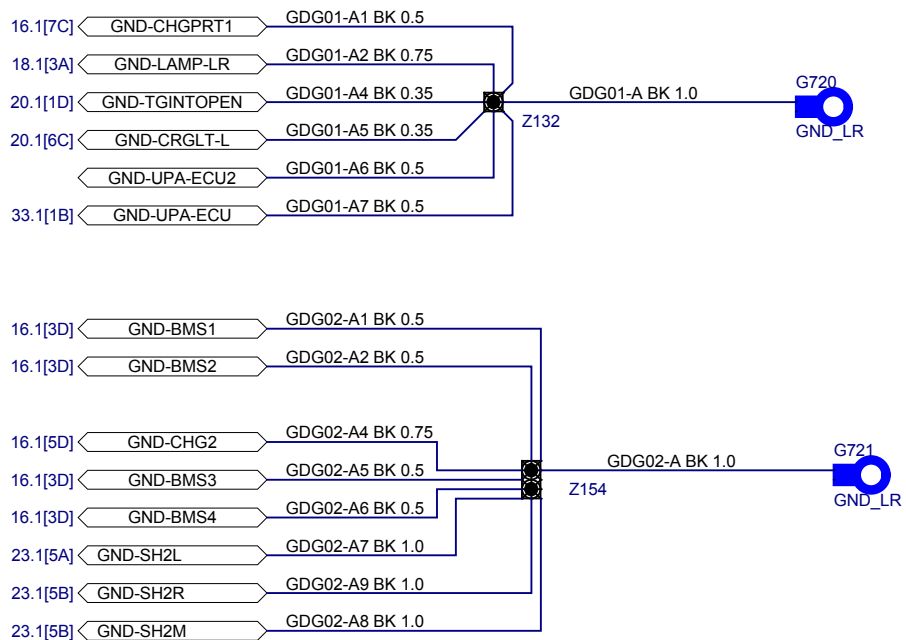 16.1[7C] GND-CHGPRT1 GDG01-A1 BK 0.5
18.1[3A] GND-LAMP-LR GDG01-A2 BK 0.75
G720
20.1[1D] GND-TGINTOPEN GDG01-A4 BK 0.35 GDG01-A BK 1.0
Z132
GND_LR
20.1[6C] GND-CRGLT-L GDG01-A5 BK 0.35
GND-UPA-ECU2 GDG01-A6 BK 0.5
33.1[1B] GND-UPA-ECU GDG01-A7 BK 0.5
16.1[3D] GND-BMS1 GDG02-A1 BK 0.5
16.1[3D] GND-BMS2 GDG02-A2 BK 0.5
16.1[5D] GND-CHG2 GDG02-A4 BK 0.75
G721
GDG02-A BK 1.0
16.1[3D] GND-BMS3 GDG02-A5 BK 0.5
Z154
GND_LR
16.1[3D] GND-BMS4 GDG02-A6 BK 0.5
23.1[5A] GND-SH2L GDG02-A7 BK 1.0
23.1[5B] GND-SH2R GDG02-A9 BK 1.0
23.1[5B] GND-SH2M GDG02-A8 BK 1.0